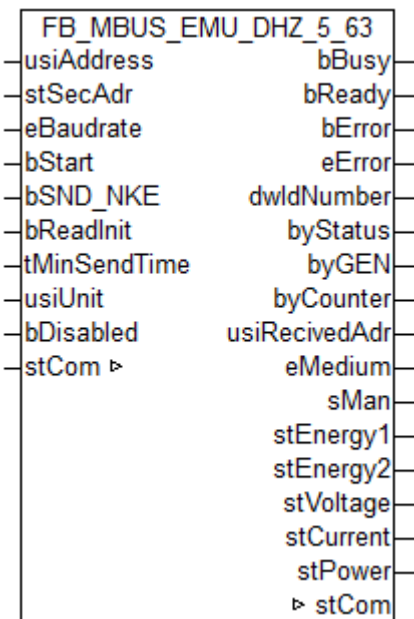 FB_MBUS_EMU_DHZ_5_63
usiAddress bBusy
stSecAdr bReady
eBaudrate bError
bStart eError
bSND_NKE dwIdNumber
bReadInit byStatus
tMinSendTime byGEN
usiUnit byCounter
bDisabled usiRecivedAdr
stCom ▹ eMedium
sMan
stEnergy1
stEnergy2
stVoltage
stCurrent
stPower
▹ stCom